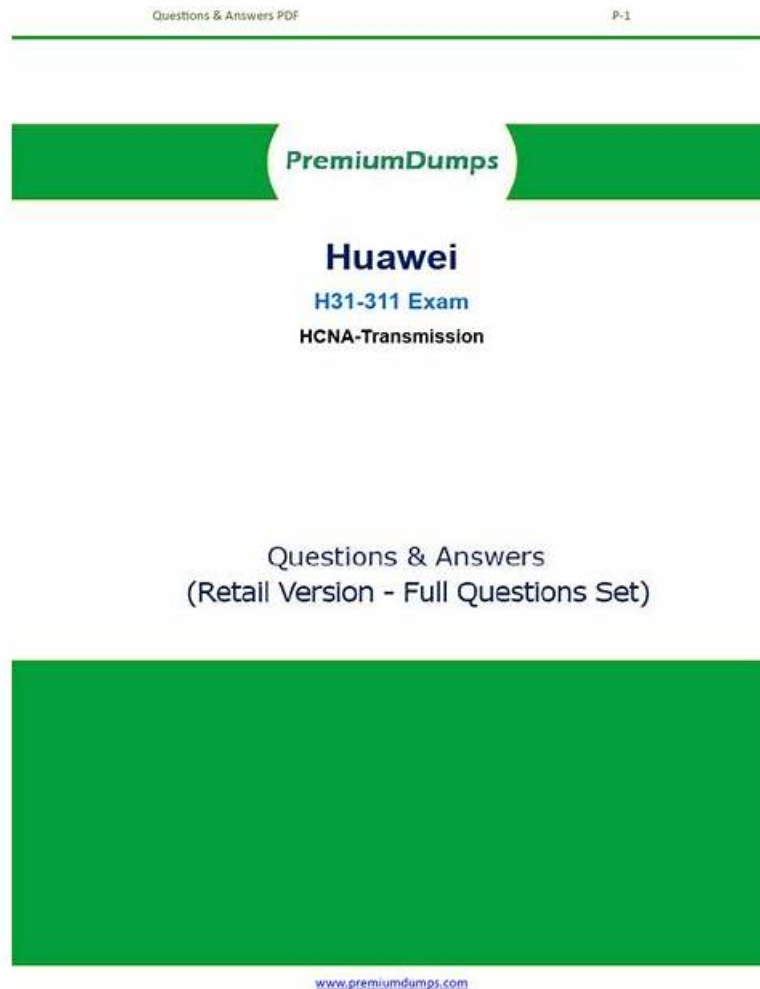 Questions & Answers PDF P-1
PremiumDumps
Huawei
H31-311 Exam
HCNA-Transmission
Questions & Answers
(Retail Version - Full Questions Set)
www.premiumdumps.com